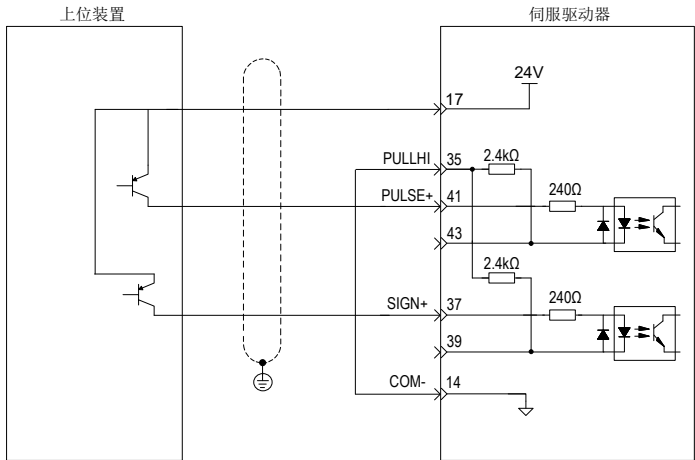 上位装置
伺服驱动器
24V
17
PULLHI
35
2.4kΩ
PULSE+
41
240Ω
43
2.4kΩ
SIGN+
37
240Ω
39
COM-
14